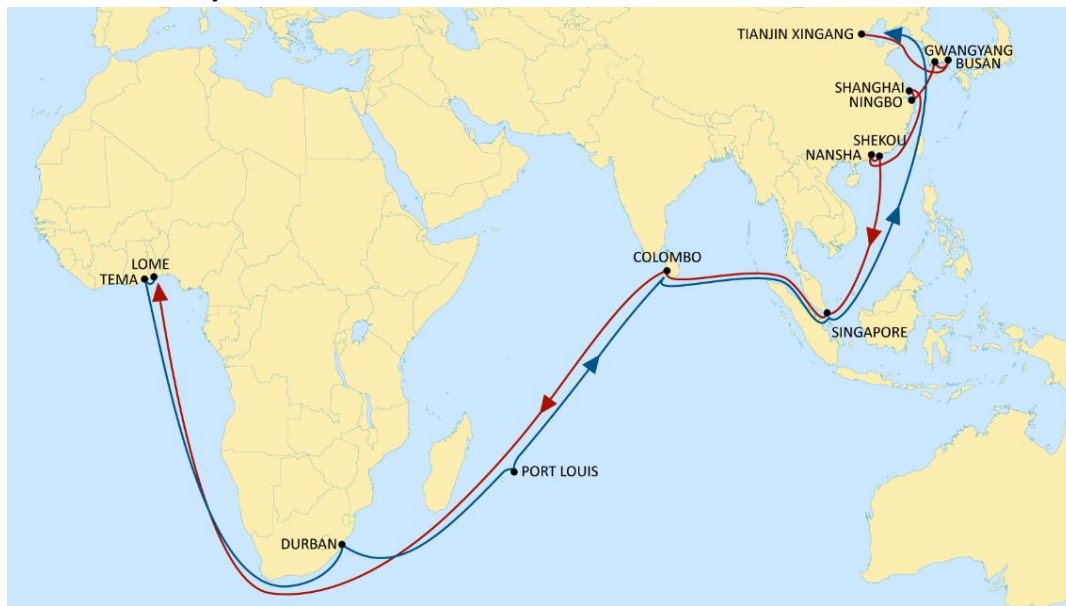 TIANJIN XINGANG
GWANGYANG
BUSAN
SHANGHAI
NINGBO
SHEKOU
NANSHA
COLOMBO
LOME
TEMA
SINGAPORE
PORT LOUIS
DURBAN